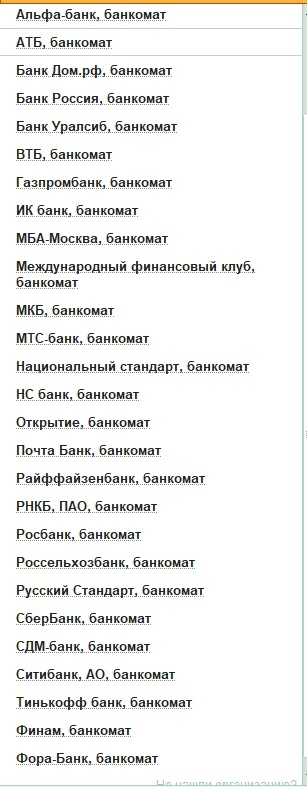 Альфа-банк, банкомат
АТБ, банкомат
Банк Дом.рф, банкомат
Банк Россия, банкомат
Банк Уралсиб, банкомат
ВТБ, банкомат
Газпромбанк, банкомат
ИК банк, банкомат
МБА-Москва, банкомат
Международный финансовый клуб,
банкомат
МКБ, банкомат
МТС-банк, банкомат
Национальный стандарт, банкомат
НС банк, банкомат
Открытие, банкомат
Почта Банк, банкомат
Райффайзенбанк, банкомат
РНКБ, ПАО, банкомат
Росбанк, банкомат
Россельхозбанк, банкомат
Русский Стандарт, банкомат
СберБанк, банкомат
СДМ-банк, банкомат
Ситибанк, АО, банкомат
Тинькофф банк, банкомат
Финам, банкомат
Фора-Банк, банкомат
Не нашли организацию?